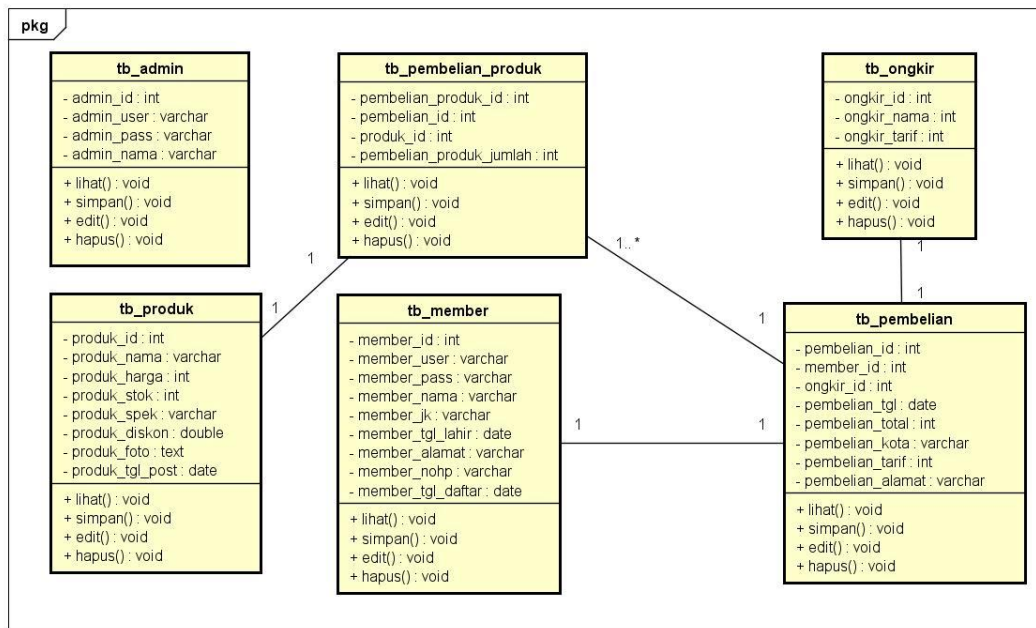 pkg
tb_admin
- admin_id : int
- admin_user : varchar
- admin_pass : varchar
- admin_nama : varchar
+ lihat() : void
+ simpan() : void
+ edit() : void
+ hapus() : void
tb_pembelian_produk
- pembelian_produk_id : int
- pembelian_id : int
- produk_id : int
- pembelian_produk_jumlah : int
+ lihat() : void
+ simpan() : void
+ edit() : void
+ hapus() : void
tb_ongkir
- ongkir_id : int
- ongkir_nama : int
- ongkir_tarif : int
+ lihat() : void
+ simpan() : void
+ edit() : void
+ hapus() : void
1
1
1..*
1
1
1
tb_produk
- produk_id : int
- produk_nama : varchar
- produk_harga : int
- produk_stok : int
- produk_spek : varchar
- produk_diskon : double
- produk_foto : text
- produk_tgl_post : date
+ lihat() : void
+ simpan() : void
+ edit() : void
+ hapus() : void
tb_member
- member_id : int
- member_user : varchar
- member_pass : varchar
- member_nama : varchar
- member_jk : varchar
- member_tgl_lahir : date
- member_alamat : varchar
- member_nohp : varchar
- member_tgl_daftar : date
+ lihat() : void
+ simpan() : void
+ edit() : void
+ hapus() : void
1
1
tb_pembelian
- pembelian_id : int
- member_id : int
- ongkir_id : int
- pembelian_tgl : date
- pembelian_total : int
- pembelian_kota : varchar
- pembelian_tarif : int
- pembelian_alamat : varchar
+ lihat() : void
+ simpan() : void
+ edit() : void
+ hapus() : void